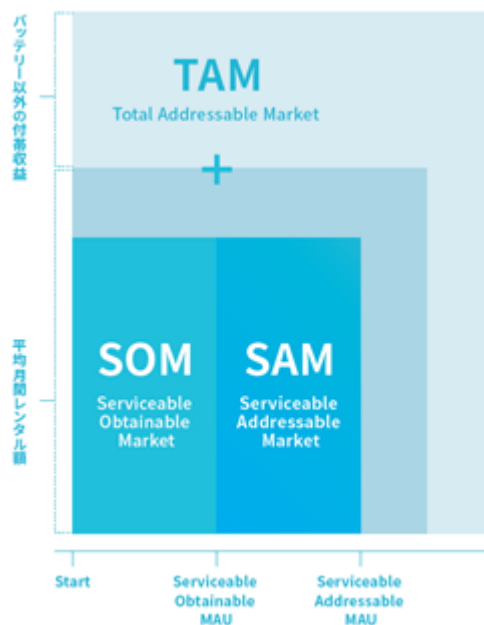 バッテリー以外の付帯収益
TAM
Total Addressable Market
+
平均月間レンタル額
SOM
Serviceable
Obtainable
Market
SAM
Serviceable
Addressable
Market
Start
Serviceable
Obtainable
MAU
Serviceable
Addressable
MAU